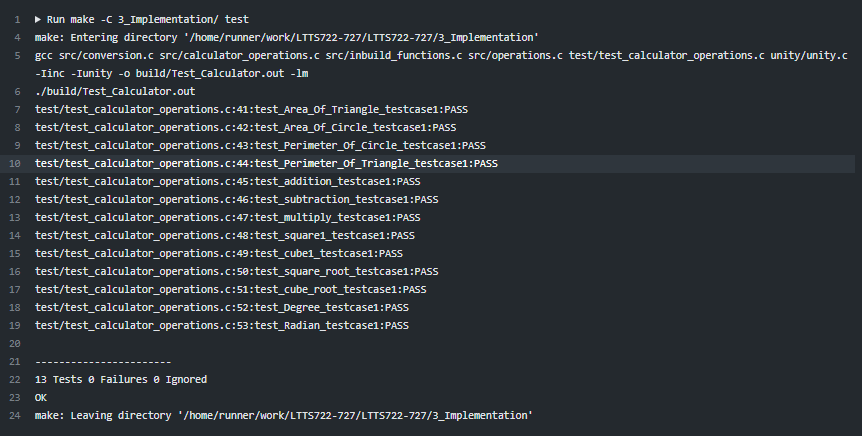 1 ▶ Run make -C 3_Implementation/ test
4 make: Entering directory '/home/runner/work/LTTS722-727/LTTS722-727/3_Implementation'
5 gcc src/conversion.c src/calculator_operations.c src/inbuild_functions.c src/operations.c test/test_calculator_operations.c unity/unity.c
-Iinc -Iunity -o build/Test_Calculator.out -lm
6 ./build/Test_Calculator.out
7 test/test_calculator_operations.c:41:test_Area_Of_Triangle_testcase1:PASS
8 test/test_calculator_operations.c:42:test_Area_Of_Circle_testcase1:PASS
9 test/test_calculator_operations.c:43:test_Perimeter_Of_Circle_testcase1:PASS
10 test/test_calculator_operations.c:44:test_Perimeter_Of_Triangle_testcase1:PASS
11 test/test_calculator_operations.c:45:test_addition_testcase1:PASS
12 test/test_calculator_operations.c:46:test_subtraction_testcase1:PASS
13 test/test_calculator_operations.c:47:test_multiply_testcase1:PASS
14 test/test_calculator_operations.c:48:test_square1_testcase1:PASS
15 test/test_calculator_operations.c:49:test_cube1_testcase1:PASS
16 test/test_calculator_operations.c:50:test_square_root_testcase1:PASS
17 test/test_calculator_operations.c:51:test_cube_root_testcase1:PASS
18 test/test_calculator_operations.c:52:test_Degree_testcase1:PASS
19 test/test_calculator_operations.c:53:test_Radian_testcase1:PASS
20
21 -----------------------
22 13 Tests 0 Failures 0 Ignored
23 OK
24 make: Leaving directory '/home/runner/work/LTTS722-727/LTTS722-727/3_Implementation'